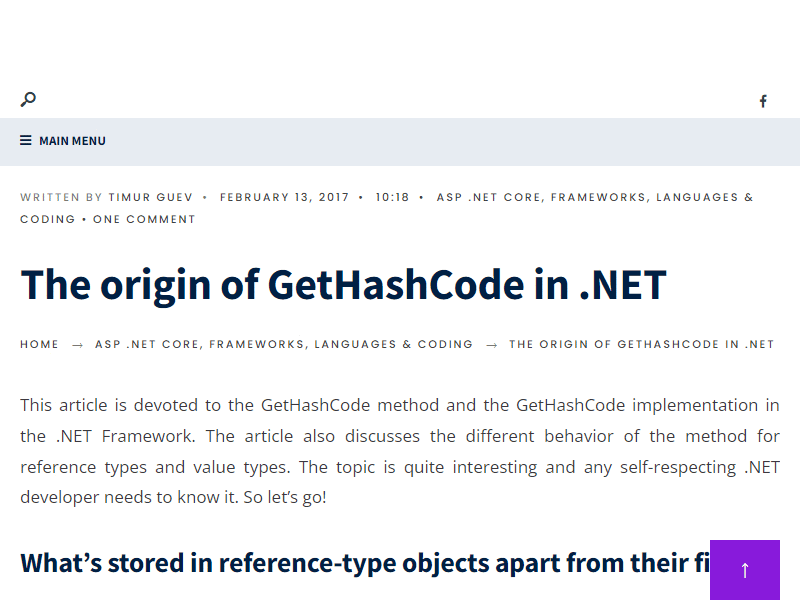 MAIN MENU
WRITTEN BY TIMUR GUEV • FEBRUARY 13, 2017 • 10:18 • ASP .NET CORE, FRAMEWORKS, LANGUAGES &
CODING • ONE COMMENT
The origin of GetHashCode in .NET
HOME → ASP .NET CORE, FRAMEWORKS, LANGUAGES & CODING → THE ORIGIN OF GETHASHCODE IN .NET
This article is devoted to the GetHashCode method and the GetHashCode implementation in
the .NET Framework. The article also discusses the different behavior of the method for
reference types and value types. The topic is quite interesting and any self-respecting .NET
developer needs to know it. So let’s go!
What’s stored in reference-type objects apart from their